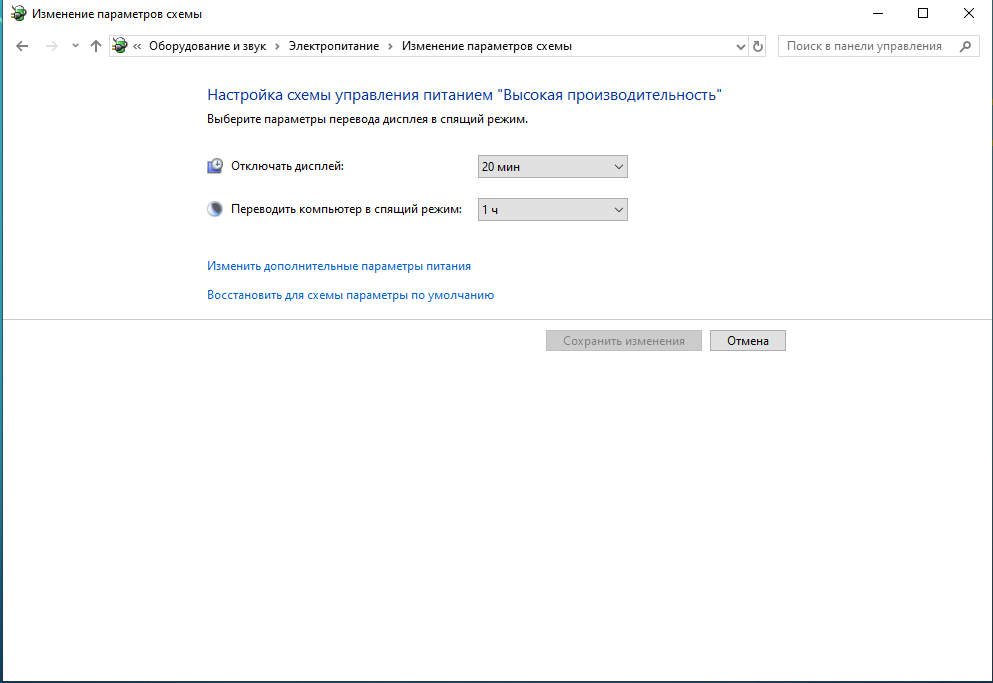 Изменение параметров схемы
« Оборудование и звук › Электропитание › Изменение параметров схемы
Поиск в панели управления
Настройка схемы управления питанием "Высокая производительность"
Выберите параметры перевода дисплея в спящий режим.
Отключать дисплей: 20 мин
Переводить компьютер в спящий режим: 1 ч
Изменить дополнительные параметры питания
Восстановить для схемы параметры по умолчанию
Сохранить изменения Отмена